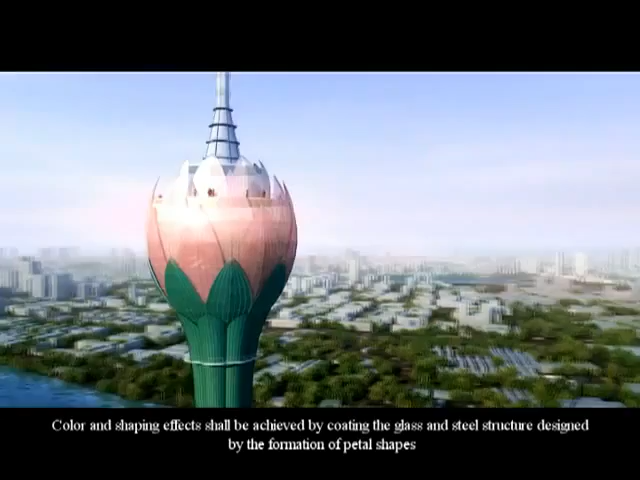 Color and shaping effects shall be achieved by coating the glass and steel structure designed
by the formation of petal shapes